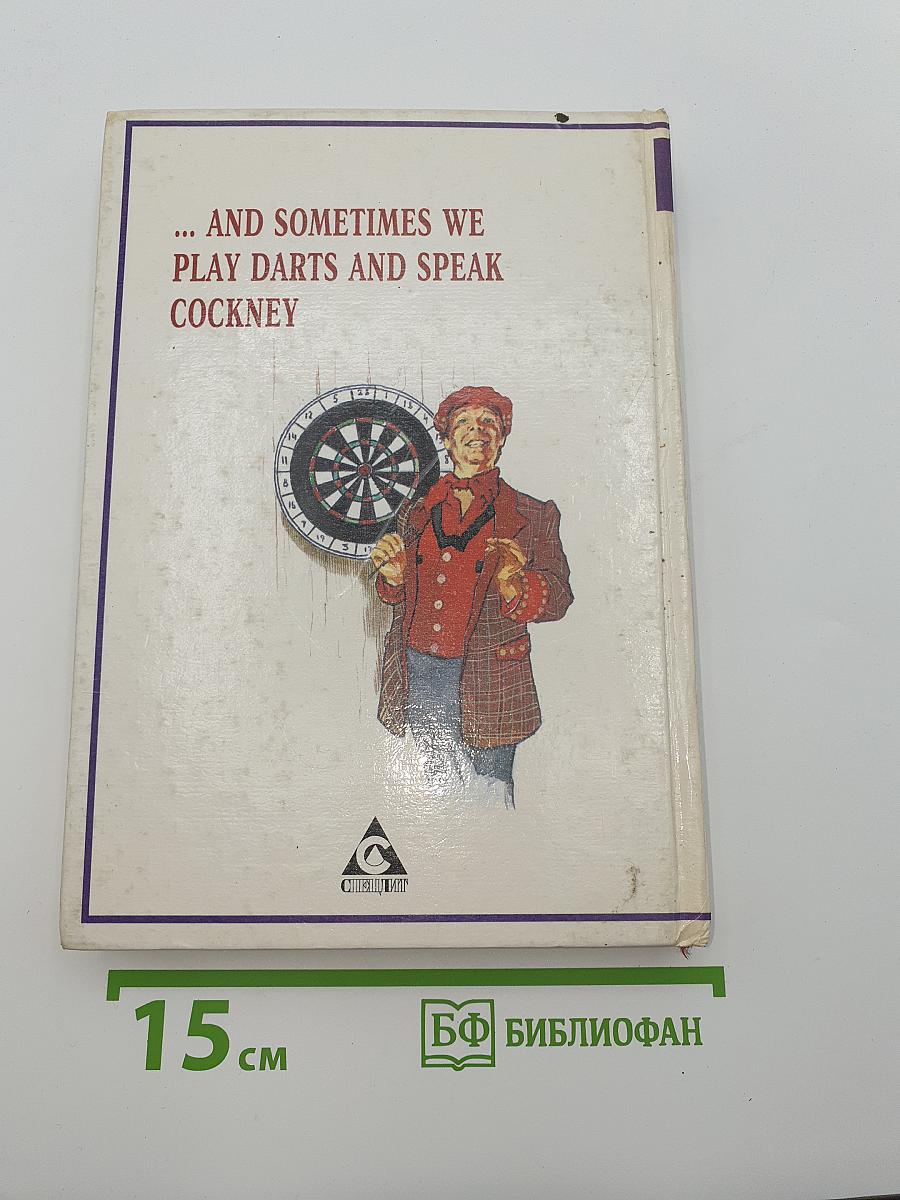 ... AND SOMETIMES WE
PLAY DARTS AND SPEAK
COCKNEY
СПЕЦЛИТ
15 см
БФ БИБЛИОФАН